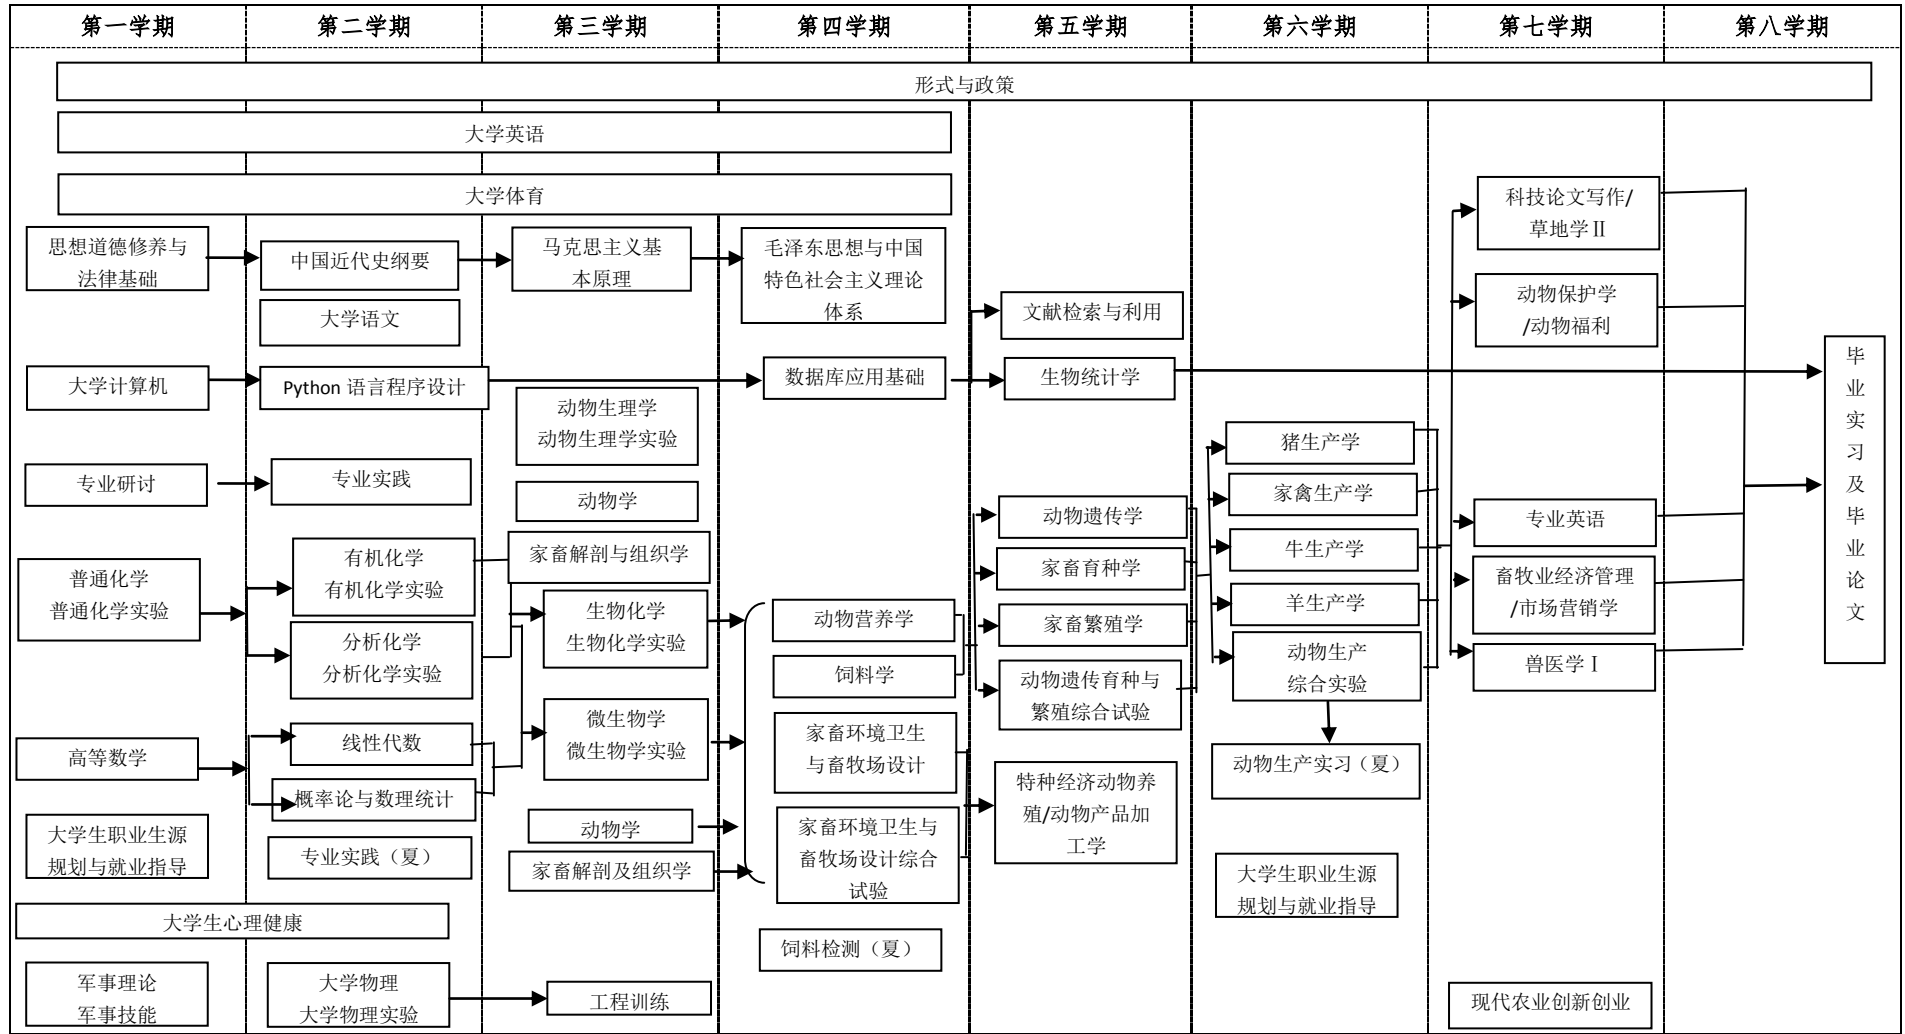 第一学期
第二学期
第三学期
第四学期
第五学期
第六学期
第七学期
第八学期
形式与政策
大学英语
大学体育
思想道德修养与
法律基础
大学计算机
专业研讨
普通化学
普通化学实验
高等数学
大学生职业生源
规划与就业指导
大学生心理健康
军事理论
军事技能
中国近代史纲要
大学语文
Python 语言程序设计
专业实践
有机化学
有机化学实验
分析化学
分析化学实验
线性代数
概率论与数理统计
专业实践（夏）
大学物理
大学物理实验
马克思主义基
本原理
动物生理学
动物生理学实验
动物学
家畜解剖与组织学
生物化学
生物化学实验
微生物学
微生物学实验
动物学
家畜解剖及组织学
工程训练
毛泽东思想与中国
特色社会主义理论
体系
数据库应用基础
动物营养学
饲料学
家畜环境卫生
与畜牧场设计
家畜环境卫生与
畜牧场设计综合
试验
饲料检测（夏）
文献检索与利用
生物统计学
动物遗传学
家畜育种学
家畜繁殖学
动物遗传育种与
繁殖综合试验
特种经济动物养
殖/动物产品加
工学
猪生产学
家禽生产学
牛生产学
羊生产学
动物生产
综合实验
动物生产实习（夏）
大学生职业生源
规划与就业指导
科技论文写作/
草地学Ⅱ
动物保护学
/动物福利
专业英语
畜牧业经济管理
/市场营销学
兽医学Ⅰ
现代农业创新创业
毕
业
实
习
及
毕
业
论
文